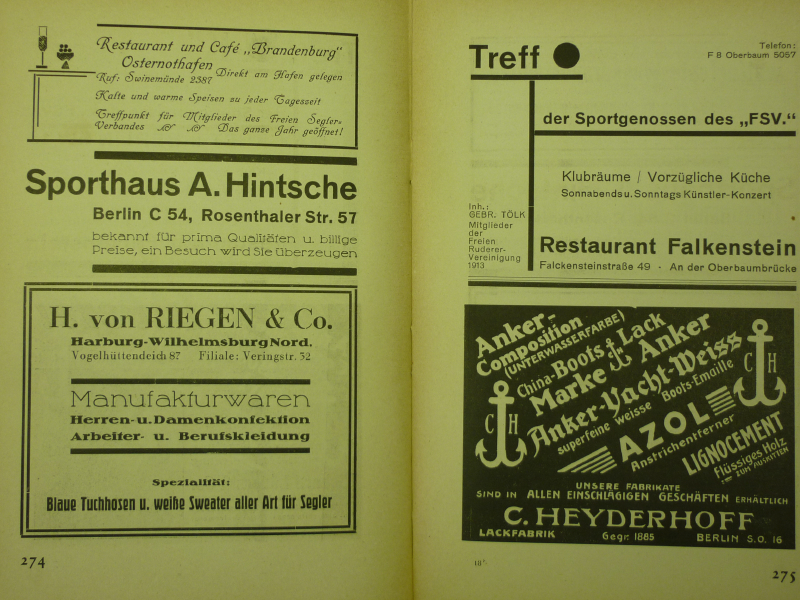 Restaurant und Café „Brandenburg"
Osternothafen
Ruf: Swinemünde 2387 Direkt am Hafen gelegen
Kalte und warme Speisen zu jeder Tageszeit
Treffpunkt für Mitglieder des Freien Segler-
Verbandes Das ganze Jahr geöffnet!
Sporthaus A. Hintsche
Berlin C 54, Rosenthaler Str. 57
bekannt für prima Qualitäten u. billige
Preise, ein Besuch wird Sie überzeugen
H. von RIEGEN & Co.
Harburg-Wilhelmsburg Nord.
Vogelhüttendeich 87 Filiale: Veringstr. 52
Manufakturwaren
Herren- u. Damenkonfektion
Arbeiter- u. Berufskleidung
Spezialität:
Blaue Tuchhosen u. weiße Sweater aller Art für Segler
274
Treff
Telefon:
F 8 Oberbaum 5057
der Sportgenossen des „FSV."
Klubräume / Vorzügliche Küche
Sonnabends u. Sonntags Künstler-Konzert
Inh.:
GEBR. TÖLK
Mitglieder
der
Freien
Ruderer-
Vereinigung
1913
Restaurant Falkenstein
Falckensteinstraße 49 · An der Oberbaumbrücke
Anker-
Composition
(UNTERWASSERFARBE)
China-Boots-Lack
Marke Anker
Anker-Yacht-Weiss
superfeine weisse Boots-Emaille
C H
C H
AZOL
Anstrichentferner
LIGNOCEMENT
Flüssiges Holz
ZUM AUSKITTEN
UNSERE FABRIKATE
SIND IN ALLEN EINSCHLÄGIGEN GESCHÄFTEN ERHÄLTLICH
C. HEYDERHOFF
LACKFABRIK Gegr. 1885 BERLIN S.O. 16
18*
275